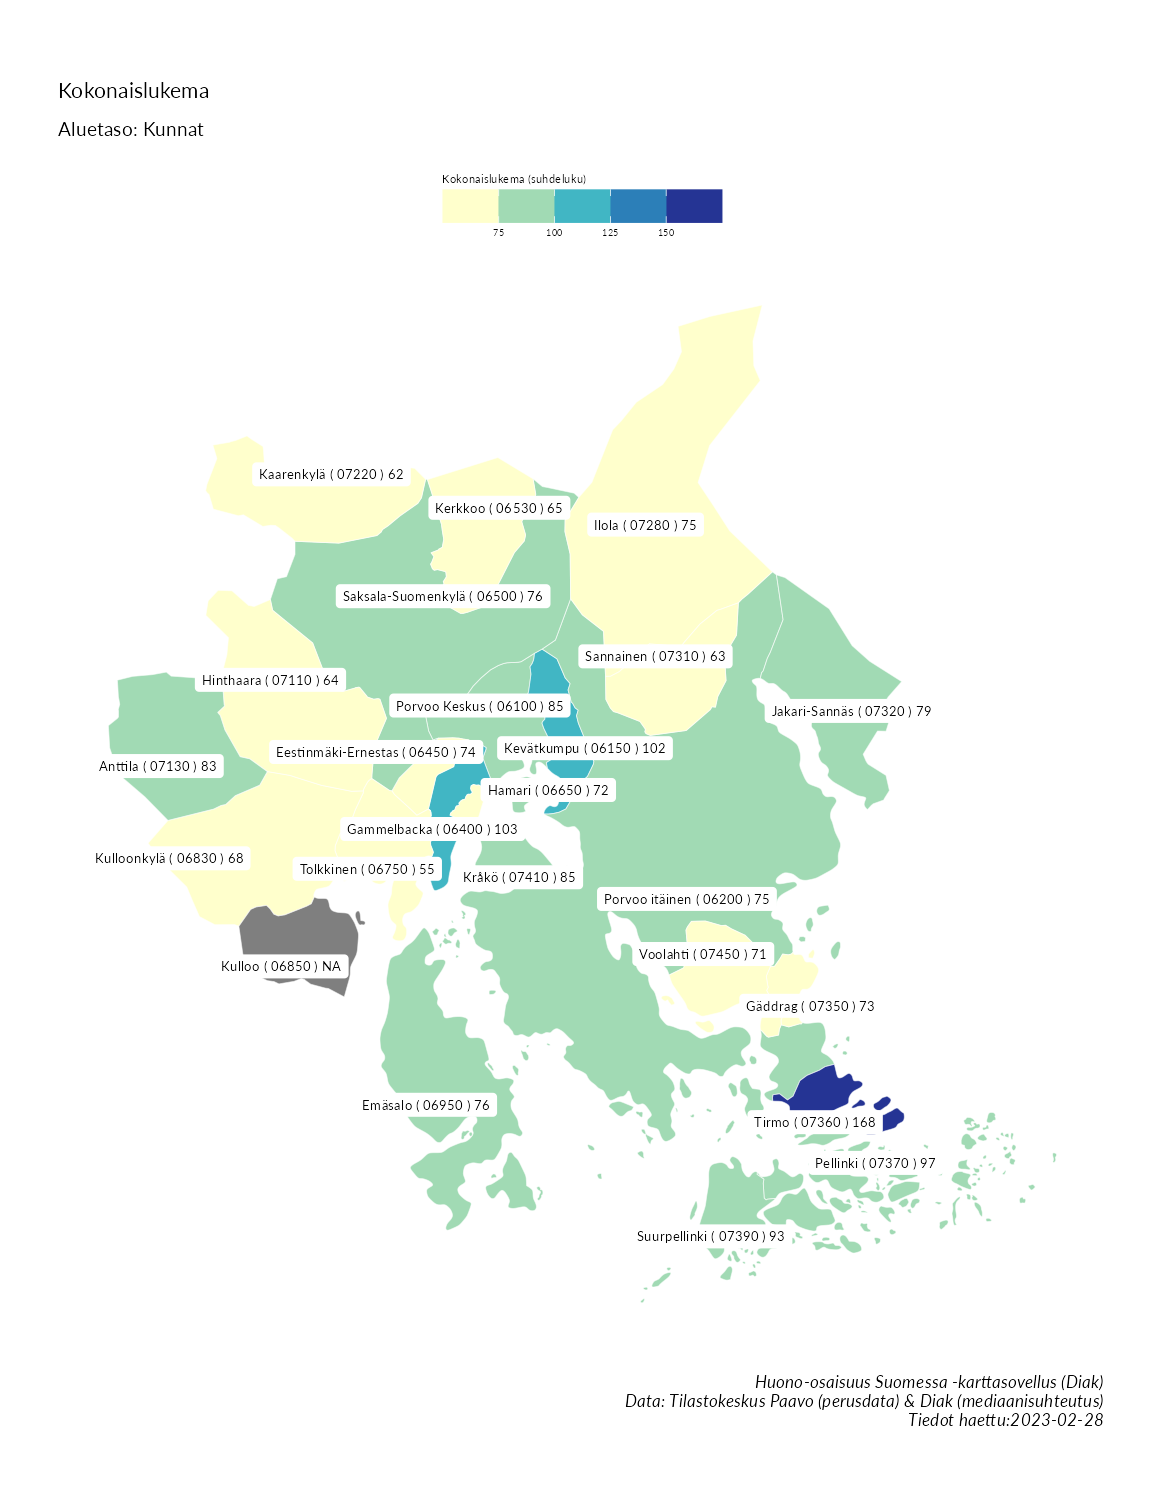 Kokonaislukema
Aluetaso: Kunnat
Kokonaislukema (suhdeluku)
75 100 125 150
Kaarenkylä ( 07220 ) 62
Kerkkoo ( 06530 ) 65
Ilola ( 07280 ) 75
Saksala-Suomenkylä ( 06500 ) 76
Sannainen ( 07310 ) 63
Hinthaara ( 07110 ) 64
Porvoo Keskus ( 06100 ) 85
Jakari-Sannäs ( 07320 ) 79
Eestinmäki-Ernestas ( 06450 ) 74
Kevätkumpu ( 06150 ) 102
Anttila ( 07130 ) 83
Hamari ( 06650 ) 72
Gammelbacka ( 06400 ) 103
Kulloonkylä ( 06830 ) 68
Tolkkinen ( 06750 ) 55
Kråkö ( 07410 ) 85
Porvoo itäinen ( 06200 ) 75
Voolahti ( 07450 ) 71
Kulloo ( 06850 ) NA
Gäddrag ( 07350 ) 73
Emäsalo ( 06950 ) 76
Tirmo ( 07360 ) 168
Pellinki ( 07370 ) 97
Suurpellinki ( 07390 ) 93
Huono-osaisuus Suomessa -karttasovellus (Diak)
Data: Tilastokeskus Paavo (perusdata) & Diak (mediaanisuhteutus)
Tiedot haettu:2023-02-28